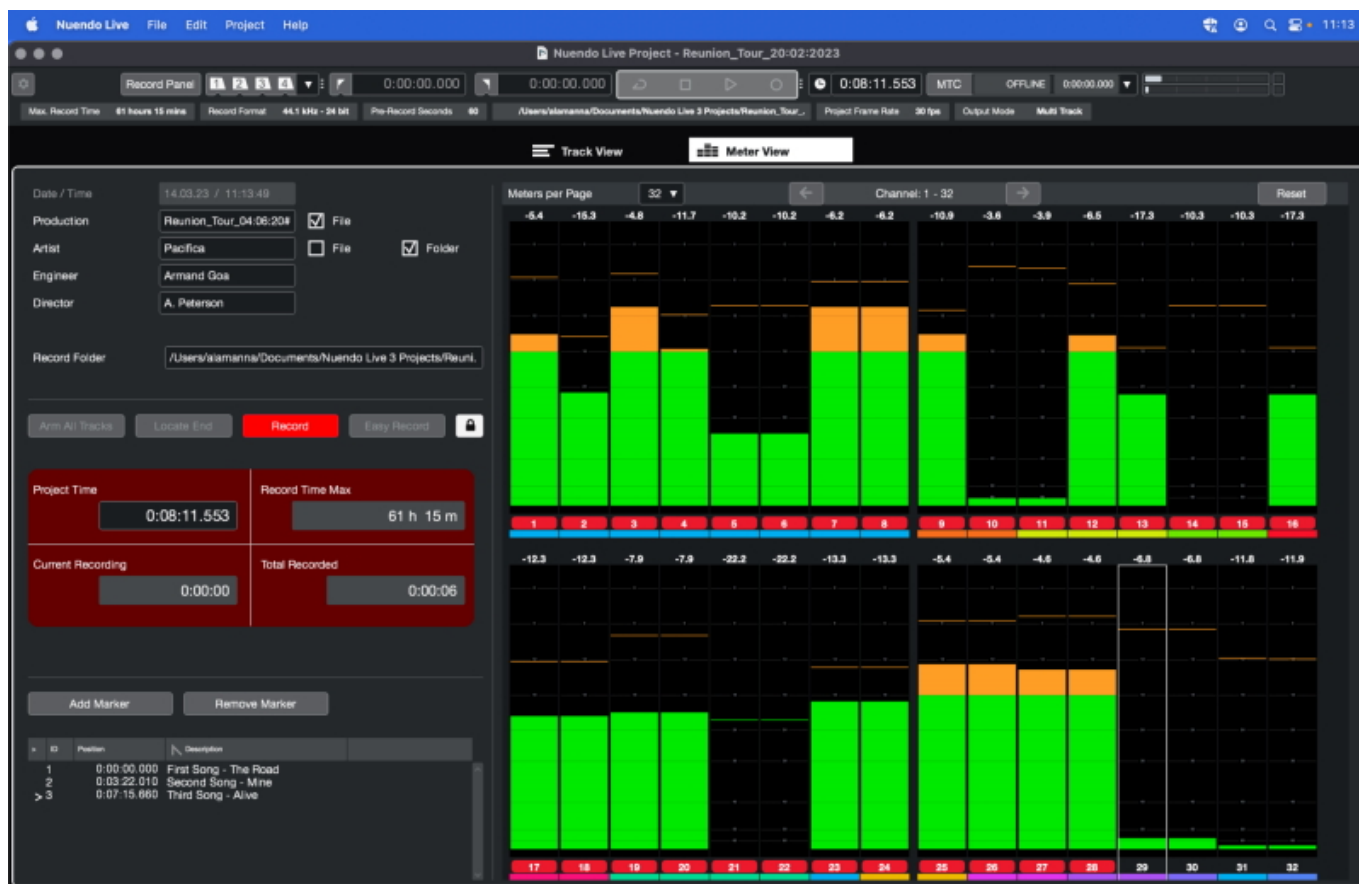 Nuendo Live File Edit Project Help 11:13
Nuendo Live Project - Reunion_Tour_20:02:2023
Record Panel 1 2 3 4 0:00:00.000 0:00:00.000 0:08:11.553 MTC OFFLINE 0:00:00.000
Max. Record Time 61 hours 15 mins Record Format 44.1 kHz - 24 bit Pre-Record Seconds 60 /Users/alamanna/Documents/Nuendo Live 3 Projects/Reunion_Tour_... Project Frame Rate 30 fps Output Mode Multi Track
Track View Meter View
Date / Time 14.03.23 / 11:13:49
Production Reunion_Tour_04:06:20# File
Artist Pacifica File Folder
Engineer Armand Goa
Director A. Peterson
Record Folder /Users/alamanna/Documents/Nuendo Live 3 Projects/Reuni.
Arm All Tracks Locate End Record Easy Record
Project Time Record Time Max
0:08:11.553 61 h 15 m
Current Recording Total Recorded
0:00:00 0:00:06
Add Marker Remove Marker
ID Position Description
1 0:00:00.000 First Song - The Road
2 0:03:22.010 Second Song - Mine
> 3 0:07:15.660 Third Song - Alive
Meters per Page 32 Channel: 1 - 32 Reset
-5.4 -15.3 -4.8 -11.7 -10.2 -10.2 -6.2 -6.2 -10.9 -3.6 -3.9 -6.5 -17.3 -10.3 -10.3 -17.3
1 2 3 4 5 6 7 8 9 10 11 12 13 14 15 16
-12.3 -12.3 -7.9 -7.9 -22.2 -22.2 -13.3 -13.3 -5.4 -5.4 -4.6 -4.6 -6.8 -6.8 -11.8 -11.9
17 18 19 20 21 22 23 24 25 26 27 28 29 30 31 32